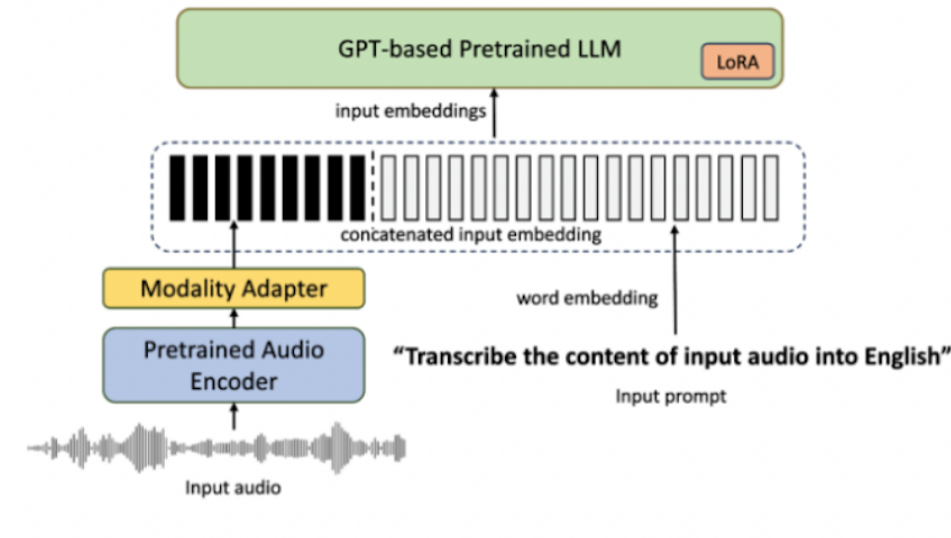 GPT-based Pretrained LLM
LoRA
input embeddings
concatenated input embedding
Modality Adapter
word embedding
Pretrained Audio
Encoder
“Transcribe the content of input audio into English”
Input prompt
Input audio